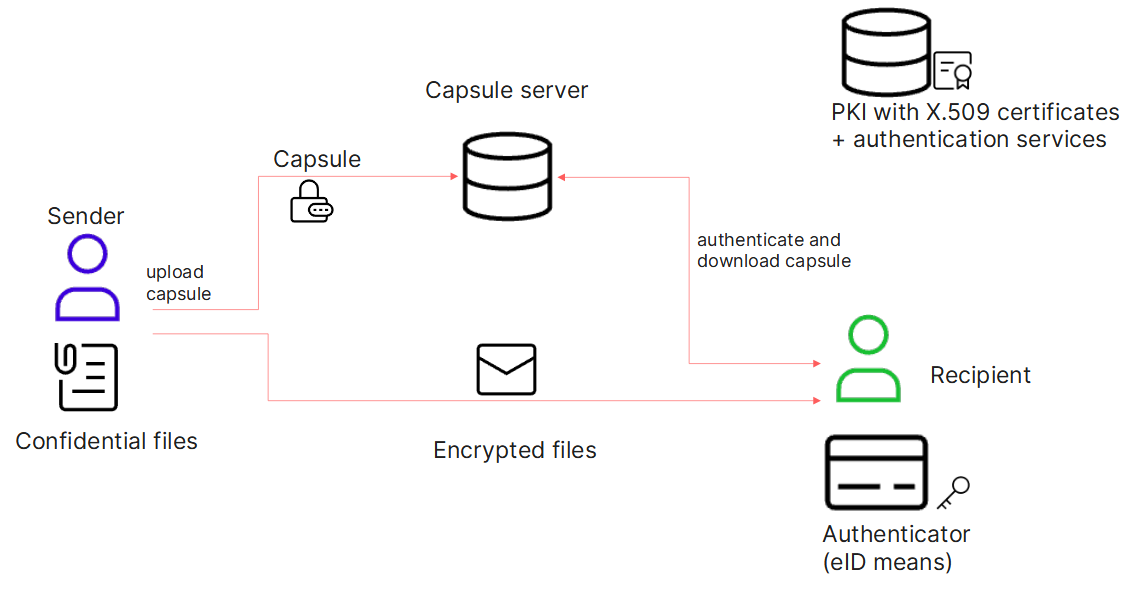 PKI with X.509 certificates
+ authentication services
Capsule server
Capsule
Sender
upload
capsule
authenticate and
download capsule
Recipient
Confidential files
Encrypted files
Authenticator
(eID means)